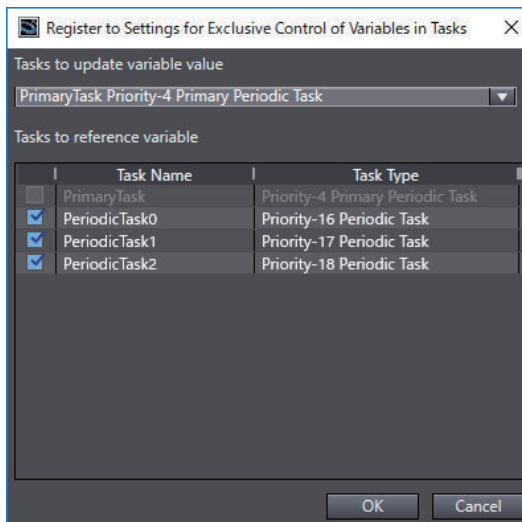 Register to Settings for Exclusive Control of Variables in Tasks
Tasks to update variable value
PrimaryTask Priority-4 Primary Periodic Task
Tasks to reference variable
Task Name Task Type
PrimaryTask Priority-4 Primary Periodic Task
PeriodicTask0 Priority-16 Periodic Task
PeriodicTask1 Priority-17 Periodic Task
PeriodicTask2 Priority-18 Periodic Task
OK Cancel